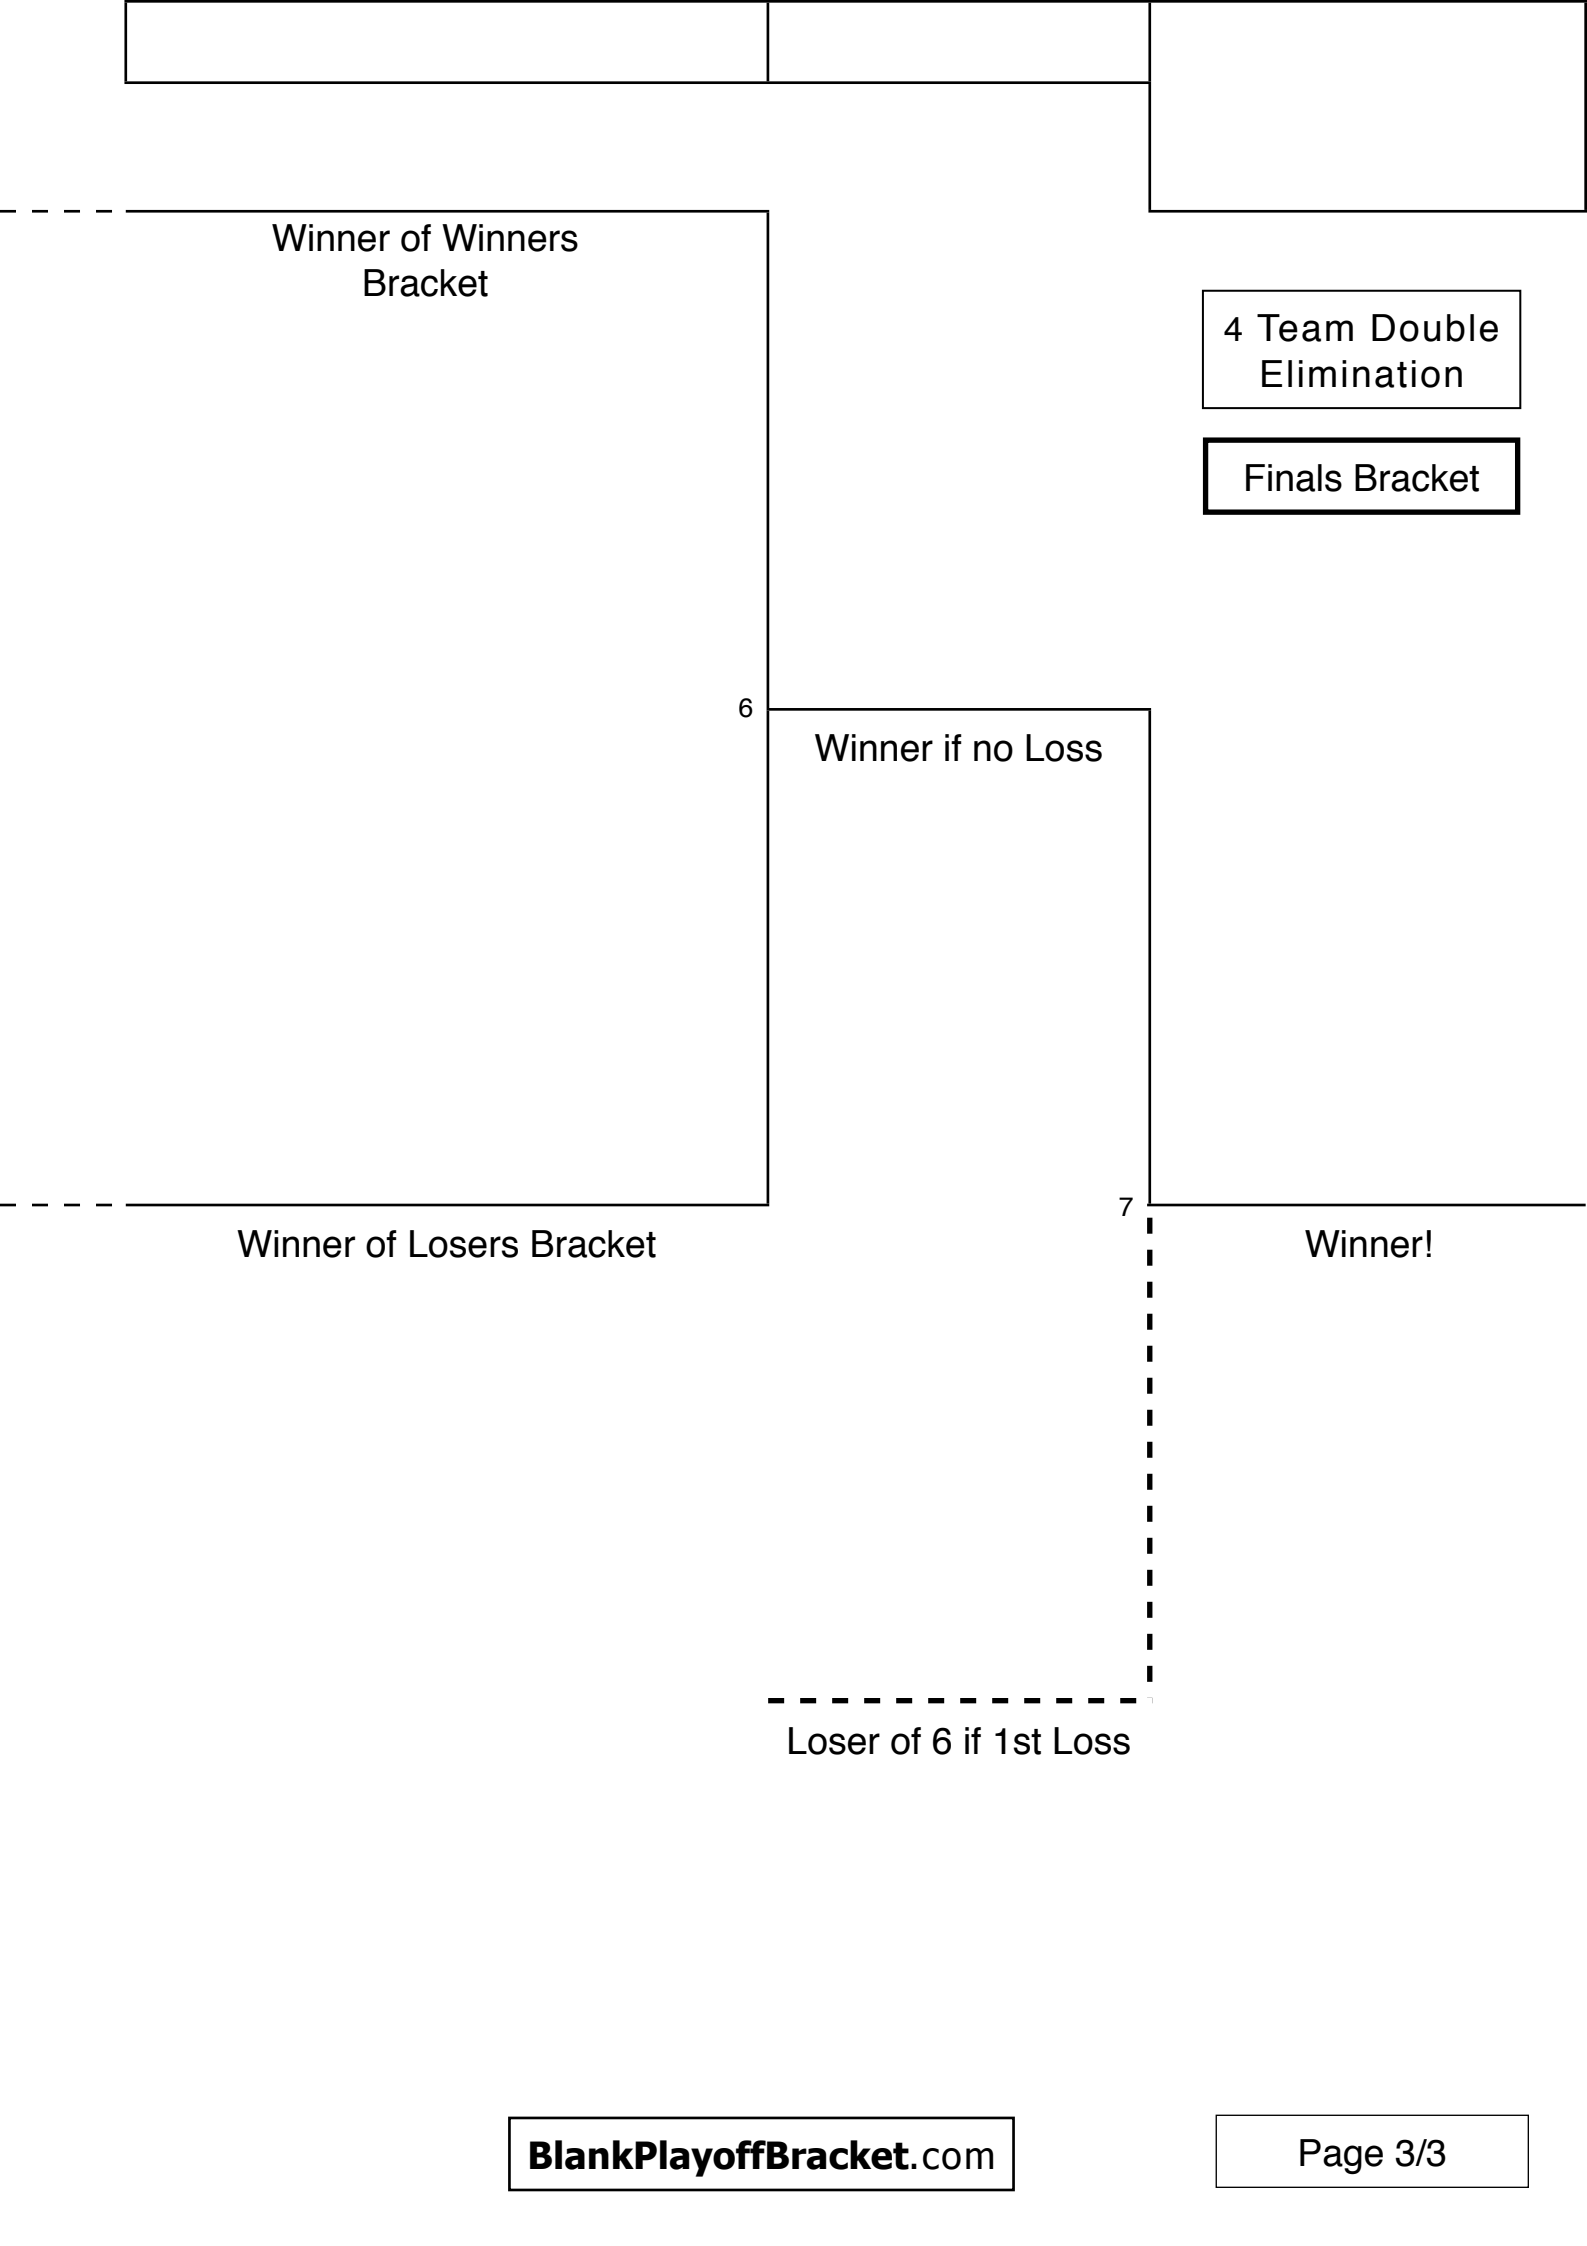 Winner of Winners
Bracket
4 Team Double
Elimination
Finals Bracket
6
Winner if no Loss
7
Winner of Losers Bracket
Winner!
Loser of 6 if 1st Loss
BlankPlayoffBracket.com
Page 3/3